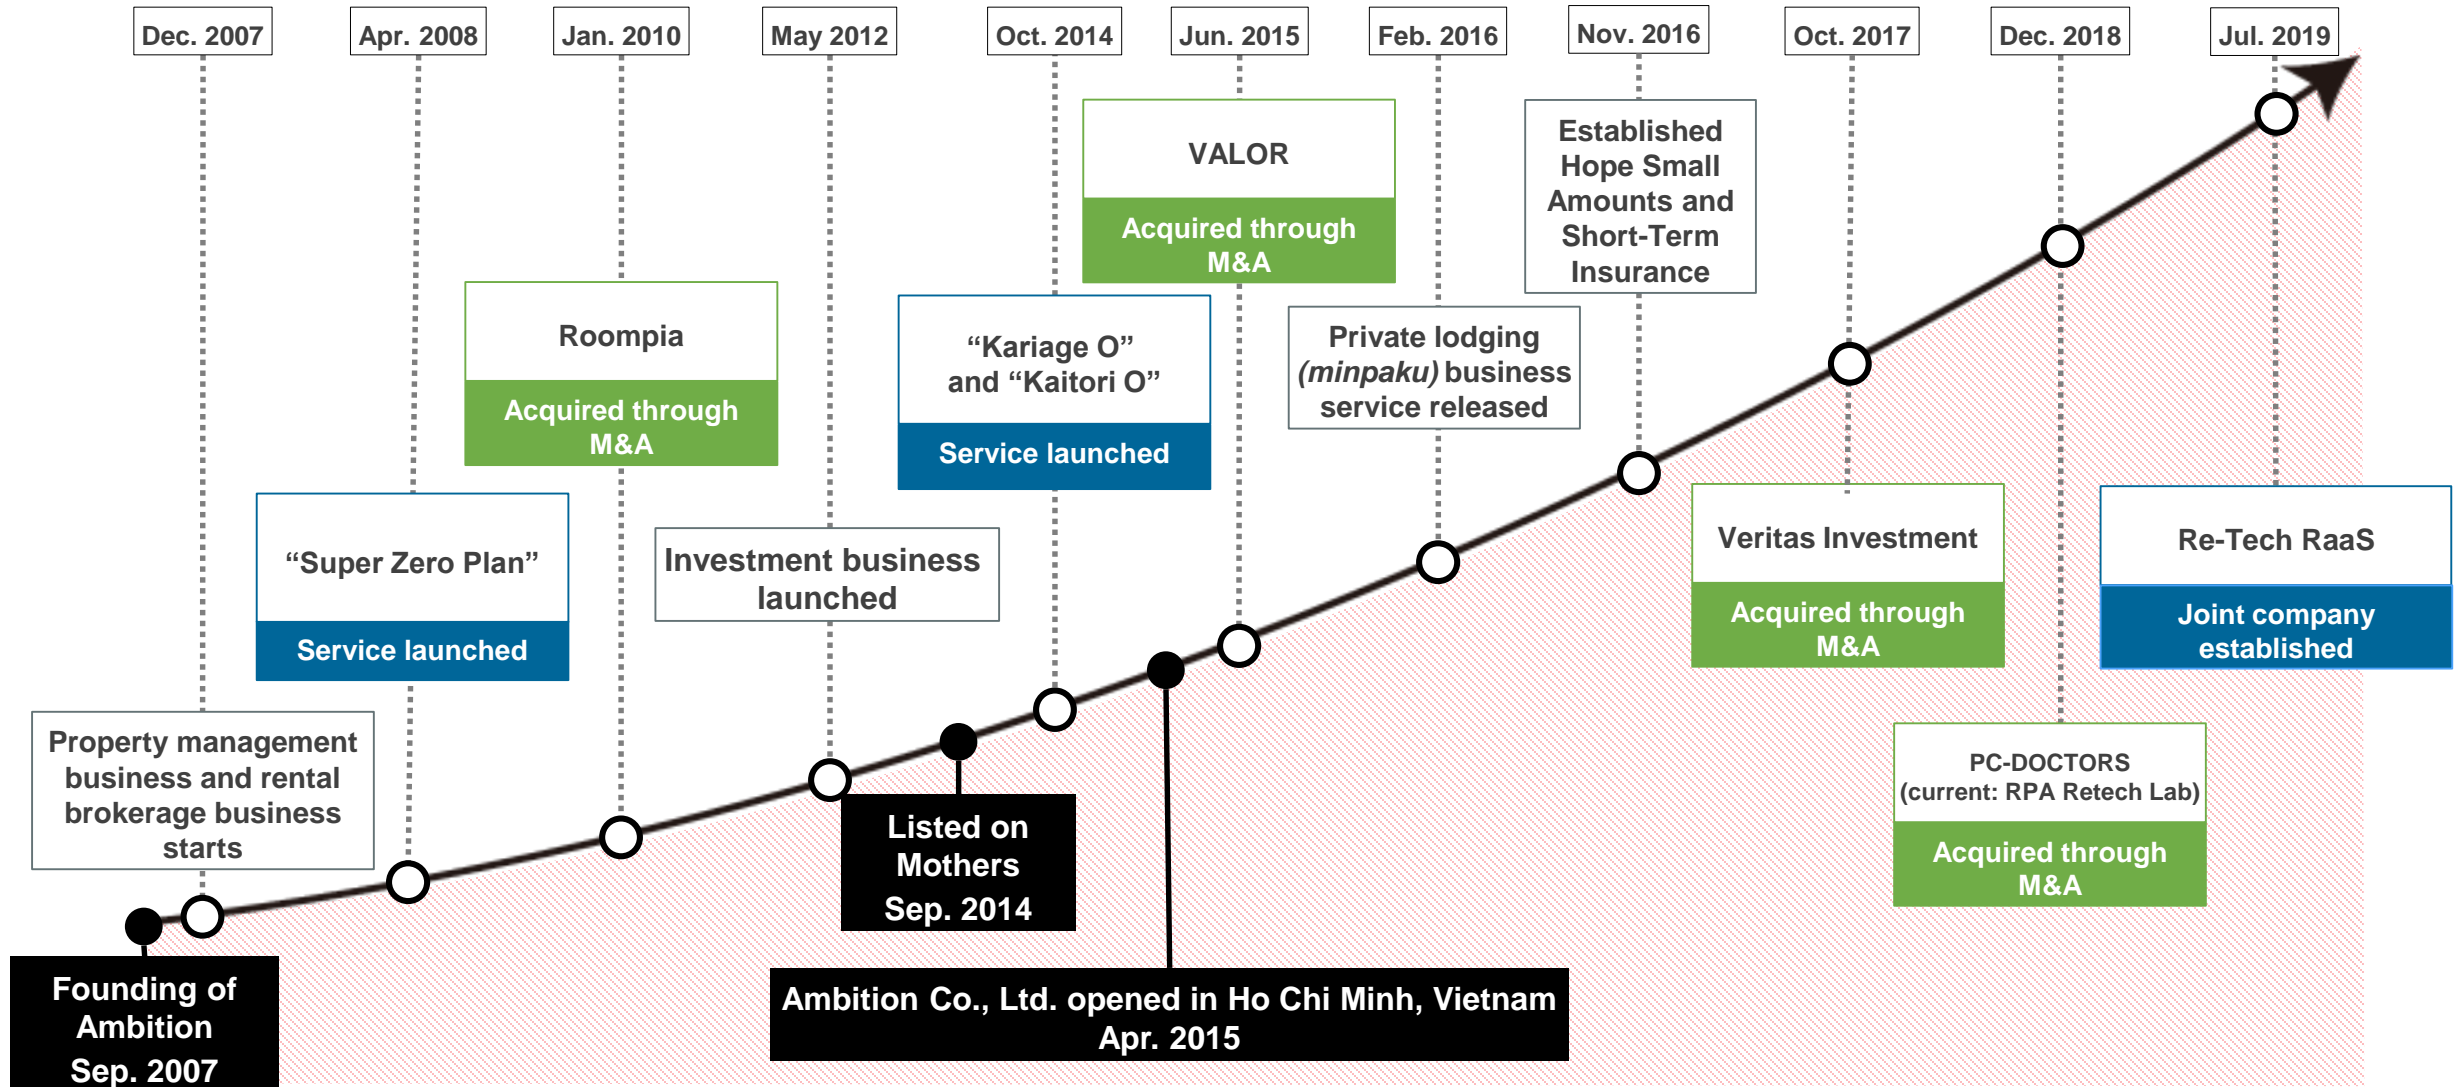 Dec. 2007
Apr. 2008
Jan. 2010
May 2012
Oct. 2014
Jun. 2015
Feb. 2016
Nov. 2016
Oct. 2017
Dec. 2018
Jul. 2019
Property management
business and rental
brokerage business
starts
“Super Zero Plan”
Service launched
Roompia
Acquired through
M&A
Investment business
launched
“Kariage O”
and “Kaitori O”
Service launched
VALOR
Acquired through
M&A
Private lodging
(minpaku) business
service released
Established
Hope Small
Amounts and
Short-Term
Insurance
Veritas Investment
Acquired through
M&A
PC-DOCTORS
(current: RPA Retech Lab)
Acquired through
M&A
Re-Tech RaaS
Joint company
established
Founding of
Ambition
Sep. 2007
Listed on
Mothers
Sep. 2014
Ambition Co., Ltd. opened in Ho Chi Minh, Vietnam
Apr. 2015